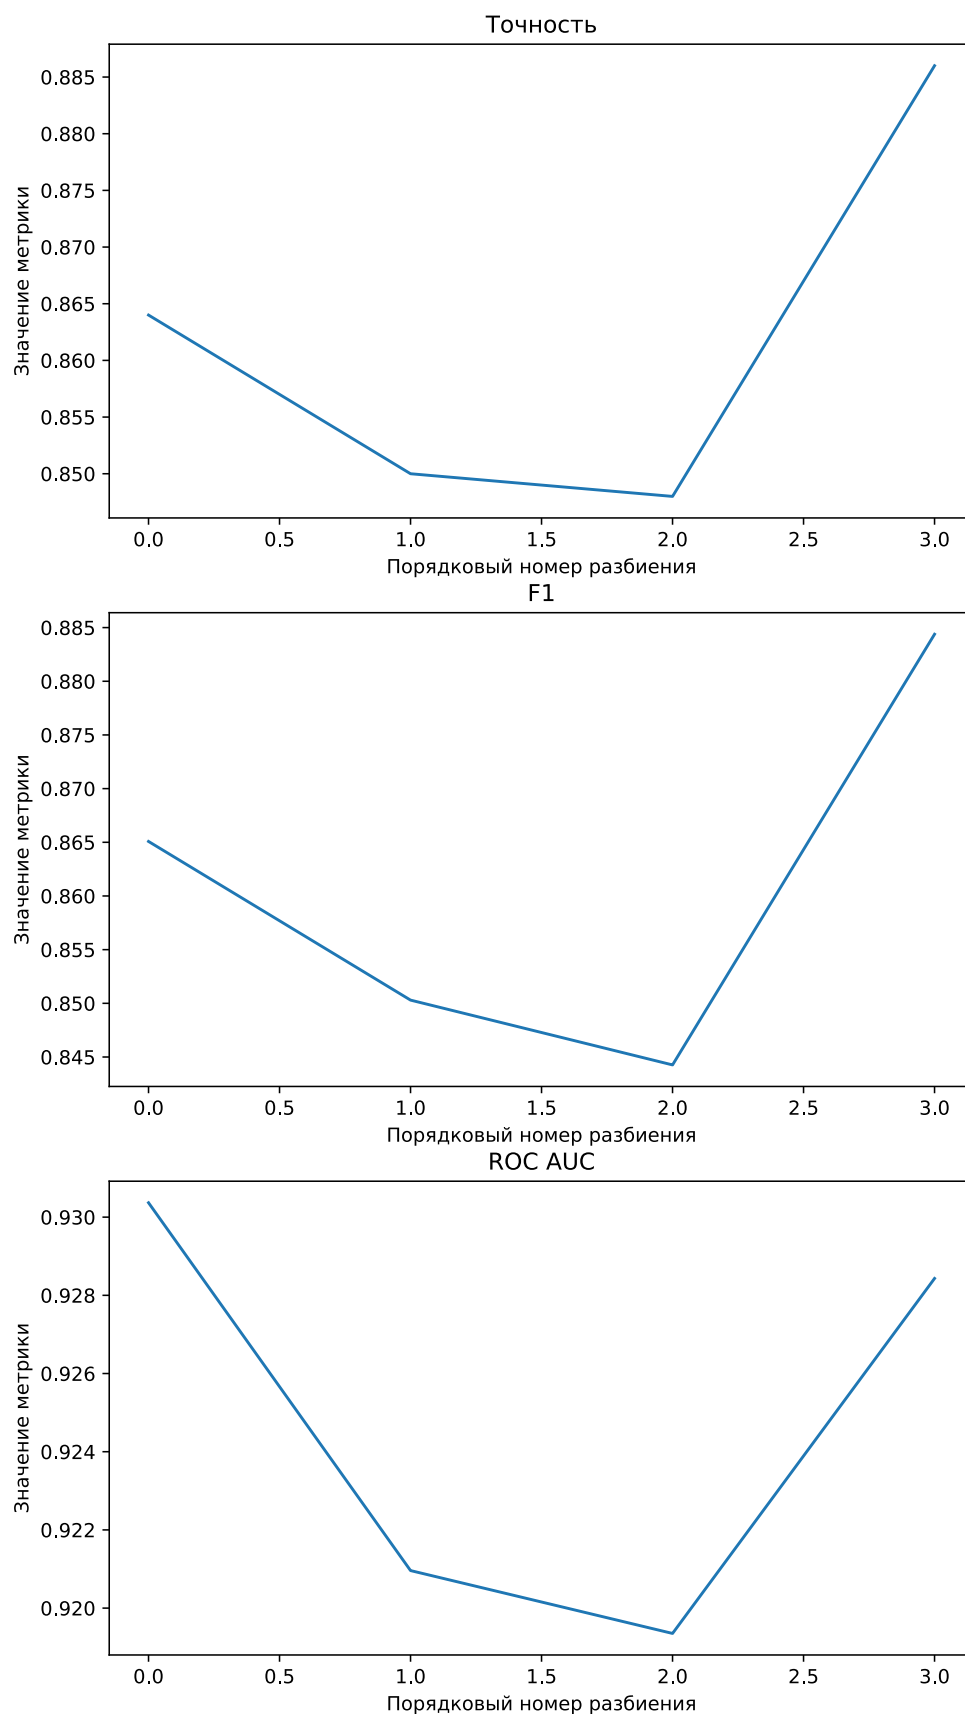 Точность
Значение метрики
0.885
0.880
0.875
0.870
0.865
0.860
0.855
0.850
0.0 0.5 1.0 1.5 2.0 2.5 3.0
Порядковый номер разбиения
F1
Значение метрики
0.885
0.880
0.875
0.870
0.865
0.860
0.855
0.850
0.845
0.0 0.5 1.0 1.5 2.0 2.5 3.0
Порядковый номер разбиения
ROC AUC
Значение метрики
0.930
0.928
0.926
0.924
0.922
0.920
0.0 0.5 1.0 1.5 2.0 2.5 3.0
Порядковый номер разбиения